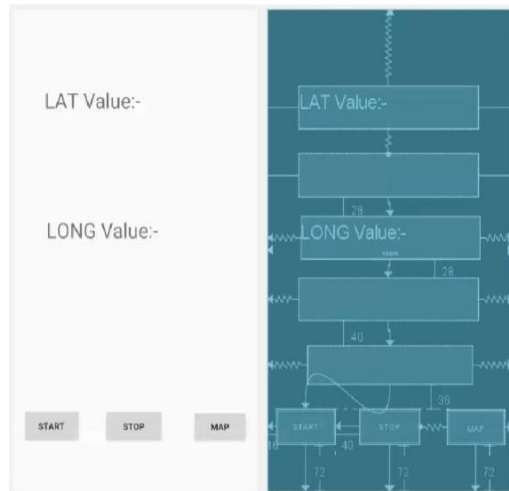 LAT Value:-
LONG Value:-
START STOP MAP
LAT Value:-
28
LONG Value:-
28
40
36
START STOP MAP
16 40
72 72 72